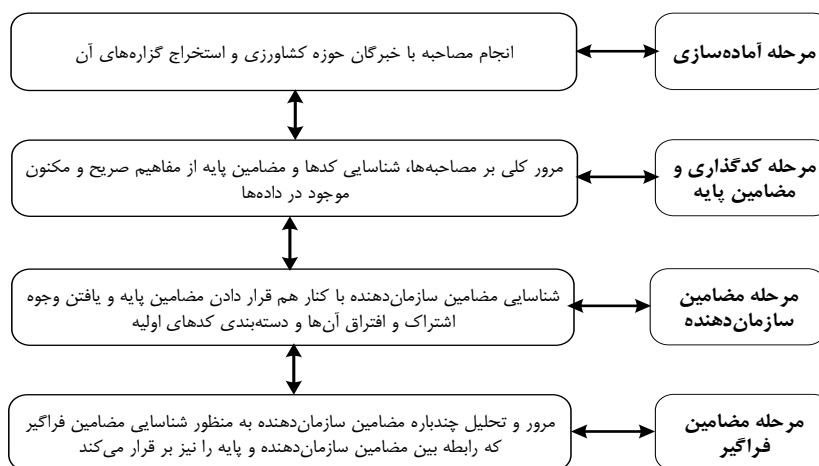 مرحله آماده‌سازی
انجام مصاحبه با خبرگان حوزه کشاورزی و استخراج گزاره‌های آن
مرحله کدگذاری و
مضامین پایه
مرور کلی بر مصاحبه‌ها، شناسایی کدها و مضامین پایه از مفاهیم صریح و مکنون
موجود در داده‌ها
مرحله مضامین
سازمان‌دهنده
شناسایی مضامین سازمان‌دهنده با کنار هم قرار دادن مضامین پایه و یافتن وجوه
اشتراک و افتراق آن‌ها و دسته‌بندی کدهای اولیه
مرحله مضامین
فراگیر
مرور و تحلیل چندباره مضامین سازمان‌دهنده به منظور شناسایی مضامین فراگیر
که رابطه بین مضامین سازمان‌دهنده و پایه را نیز بر قرار می‌کند